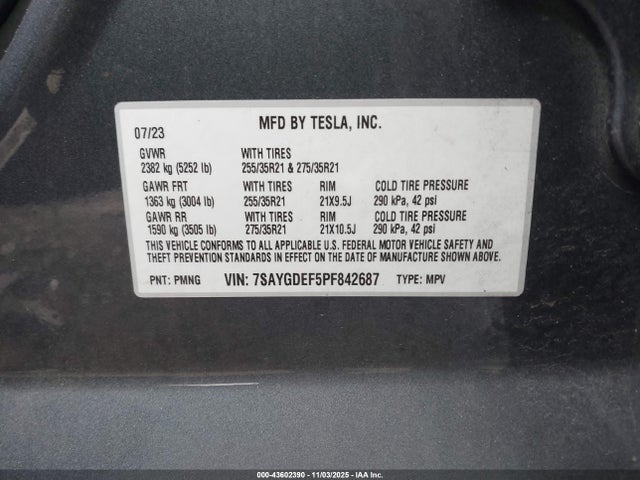 07/23 MFD BY TESLA, INC.
GVWR WITH TIRES
2382 kg (5252 lb) 255/35R21 & 275/35R21
GAWR FRT WITH TIRES RIM COLD TIRE PRESSURE
1363 kg (3004 lb) 255/35R21 21X9.5J 290 kPa, 42 psi
GAWR RR WITH TIRES RIM COLD TIRE PRESSURE
1590 kg (3505 lb) 275/35R21 21X10.5J 290 kPa, 42 psi
THIS VEHICLE CONFORMS TO ALL APPLICABLE U.S. FEDERAL MOTOR VEHICLE SAFETY AND
THEFT PREVENTION STANDARDS IN EFFECT ON THE DATE OF MANUFACTURE SHOWN ABOVE.
PNT: PMNG VIN: 7SAYGDEF5PF842687 TYPE: MPV
000-43602390 - 11/03/2025 - IAA Inc.